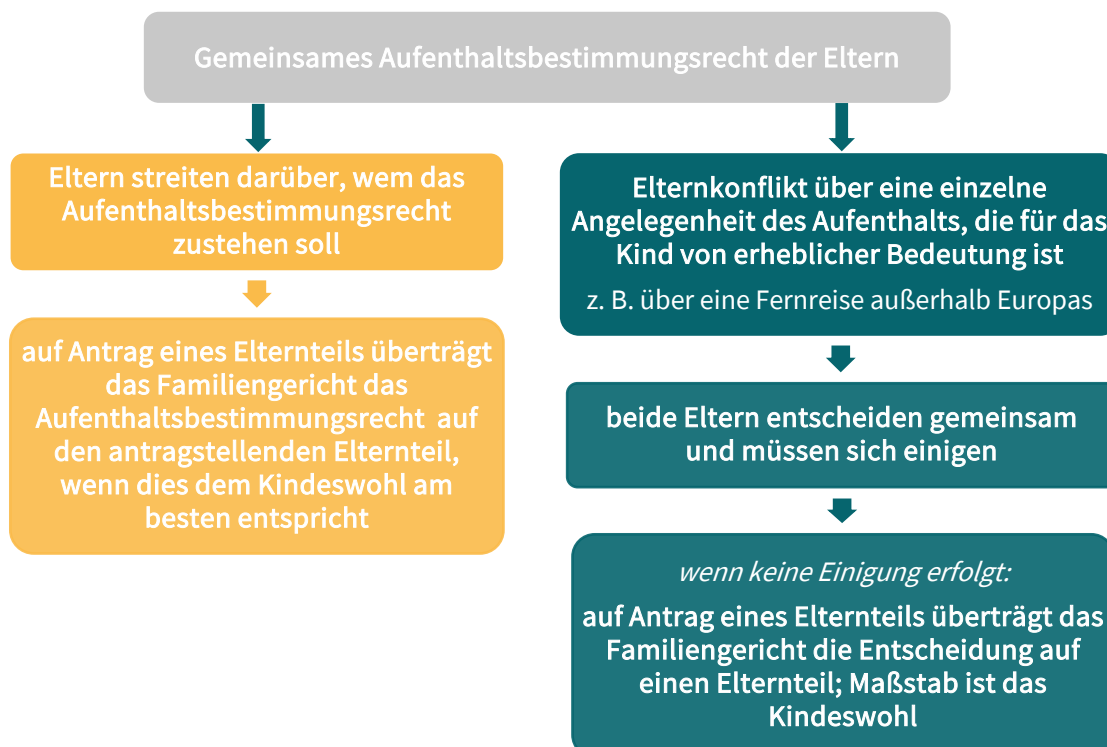 Gemeinsames Aufenthaltsbestimmungsrecht der Eltern
Eltern streiten darüber, wem das
Aufenthaltsbestimmungsrecht
zustehen soll
auf Antrag eines Elternteils überträgt
das Familiengericht das
Aufenthaltsbestimmungsrecht auf
den antragstellenden Elternteil,
wenn dies dem Kindeswohl am
besten entspricht
Elternkonflikt über eine einzelne
Angelegenheit des Aufenthalts, die für das
Kind von erheblicher Bedeutung ist
z. B. über eine Fernreise außerhalb Europas
beide Eltern entscheiden gemeinsam
und müssen sich einigen
wenn keine Einigung erfolgt:
auf Antrag eines Elternteils überträgt das
Familiengericht die Entscheidung auf
einen Elternteil; Maßstab ist das
Kindeswohl